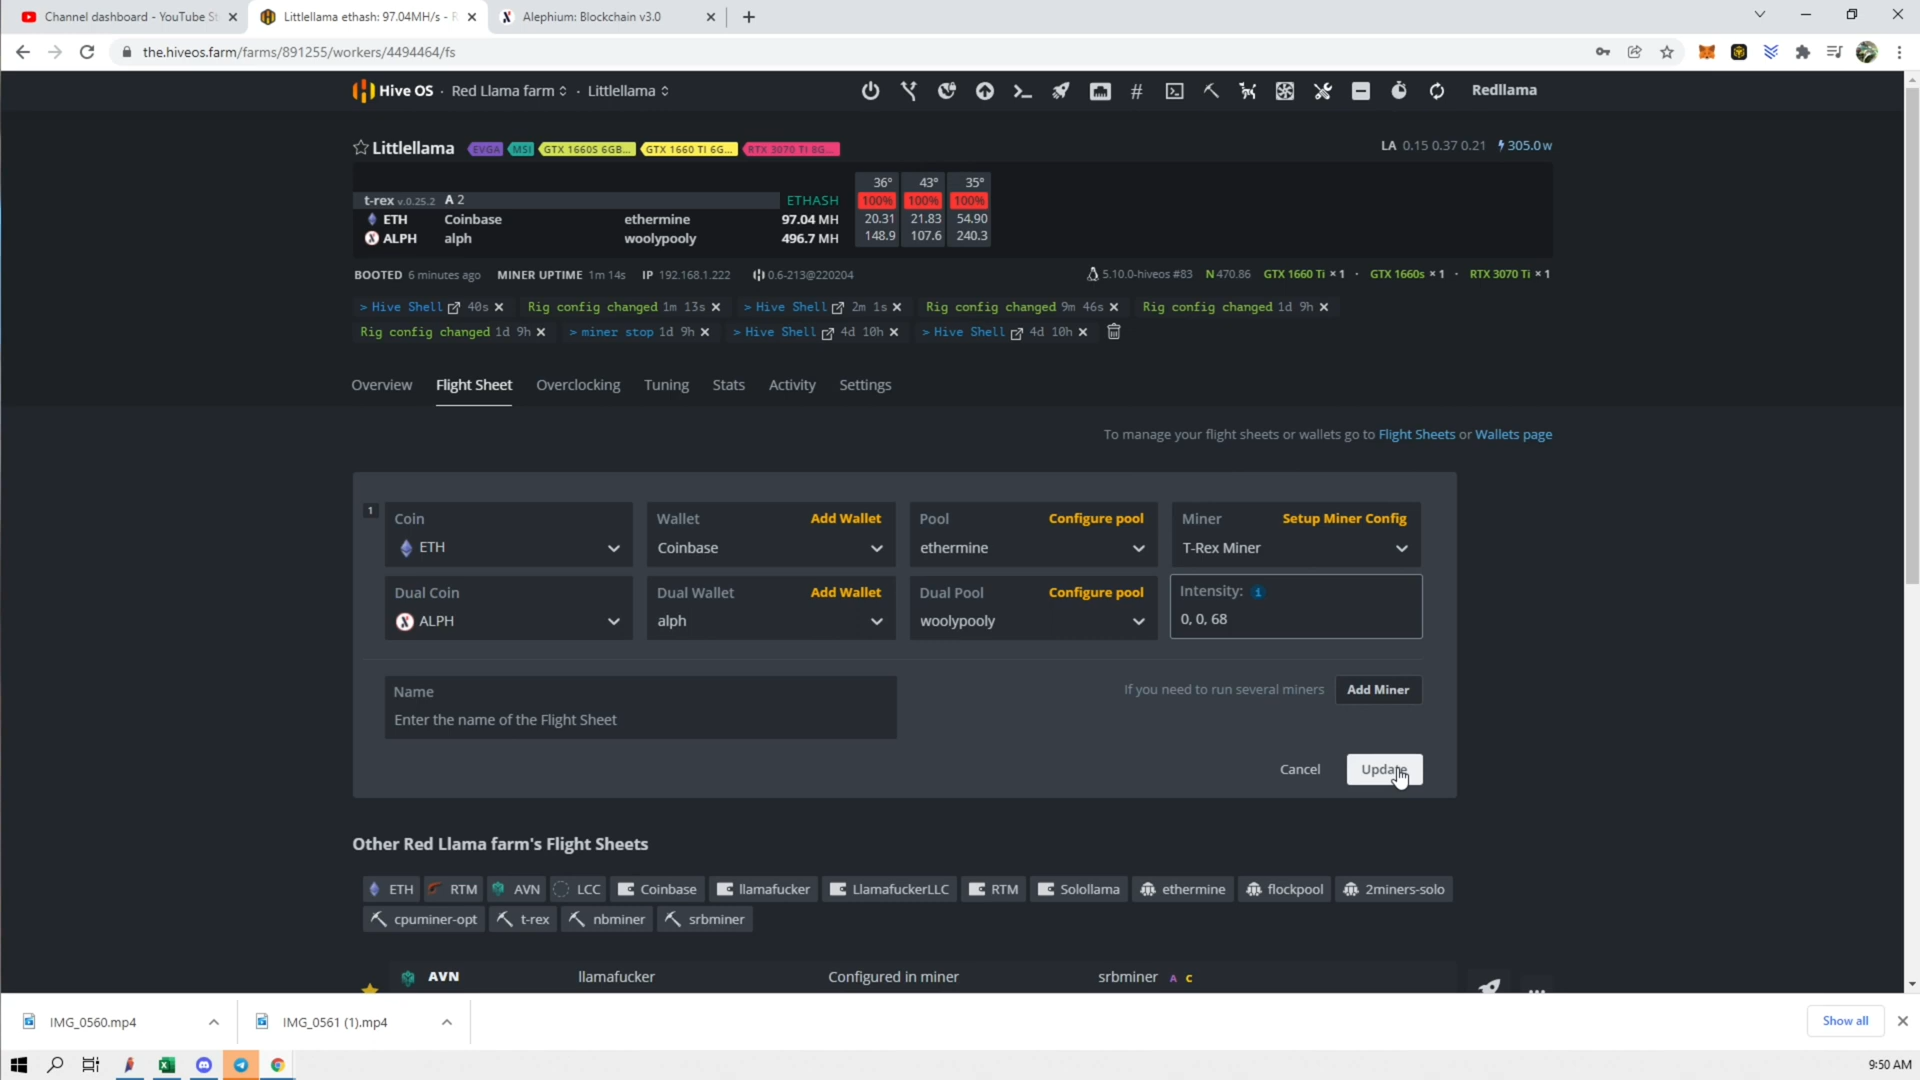 Channel dashboard - YouTube St
Littlellama ethash: 97.04MH/s - R
Alephium: Blockchain v3.0
the.hiveos.farm/farms/891255/workers/4494464/fs
Hive OS · Red Llama farm · Littlellama
Redllama
Littlellama EVGA MSI GTX 1660S 6GB... GTX 1660 TI 6G... RTX 3070 TI 8G...
LA 0.15 0.37 0.21 305.0 w
36° 43° 35°
t-rex v.0.25.2 A 2 ETHASH 100% 100% 100%
ETH Coinbase ethermine 97.04 MH 20.31 21.83 54.90
ALPH alph woolypooly 496.7 MH 148.9 107.6 240.3
BOOTED 6 minutes ago MINER UPTIME 1m 14s IP 192.168.1.222 0.6-213@220204
5.10.0-hiveos #83 N 470.86 GTX 1660 Ti ×1 · GTX 1660s ×1 · RTX 3070 Ti ×1
> Hive Shell 40s Rig config changed 1m 13s > Hive Shell 2m 1s Rig config changed 9m 46s Rig config changed 1d 9h
Rig config changed 1d 9h > miner stop 1d 9h > Hive Shell 4d 10h > Hive Shell 4d 10h
Overview Flight Sheet Overclocking Tuning Stats Activity Settings
To manage your flight sheets or wallets go to Flight Sheets or Wallets page
1
Coin Wallet Add Wallet Pool Configure pool Miner Setup Miner Config
ETH Coinbase ethermine T-Rex Miner
Dual Coin Dual Wallet Add Wallet Dual Pool Configure pool Intensity: i
ALPH alph woolypooly 0, 0, 68
Name
Enter the name of the Flight Sheet
If you need to run several miners Add Miner
Cancel Update
Other Red Llama farm's Flight Sheets
ETH RTM AVN LCC Coinbase llamafucker LlamafuckerLLC RTM Solollama ethermine flockpool 2miners-solo
cpuminer-opt t-rex nbminer srbminer
AVN llamafucker Configured in miner srbminer A C
IMG_0560.mp4 IMG_0561 (1).mp4 Show all
9:50 AM